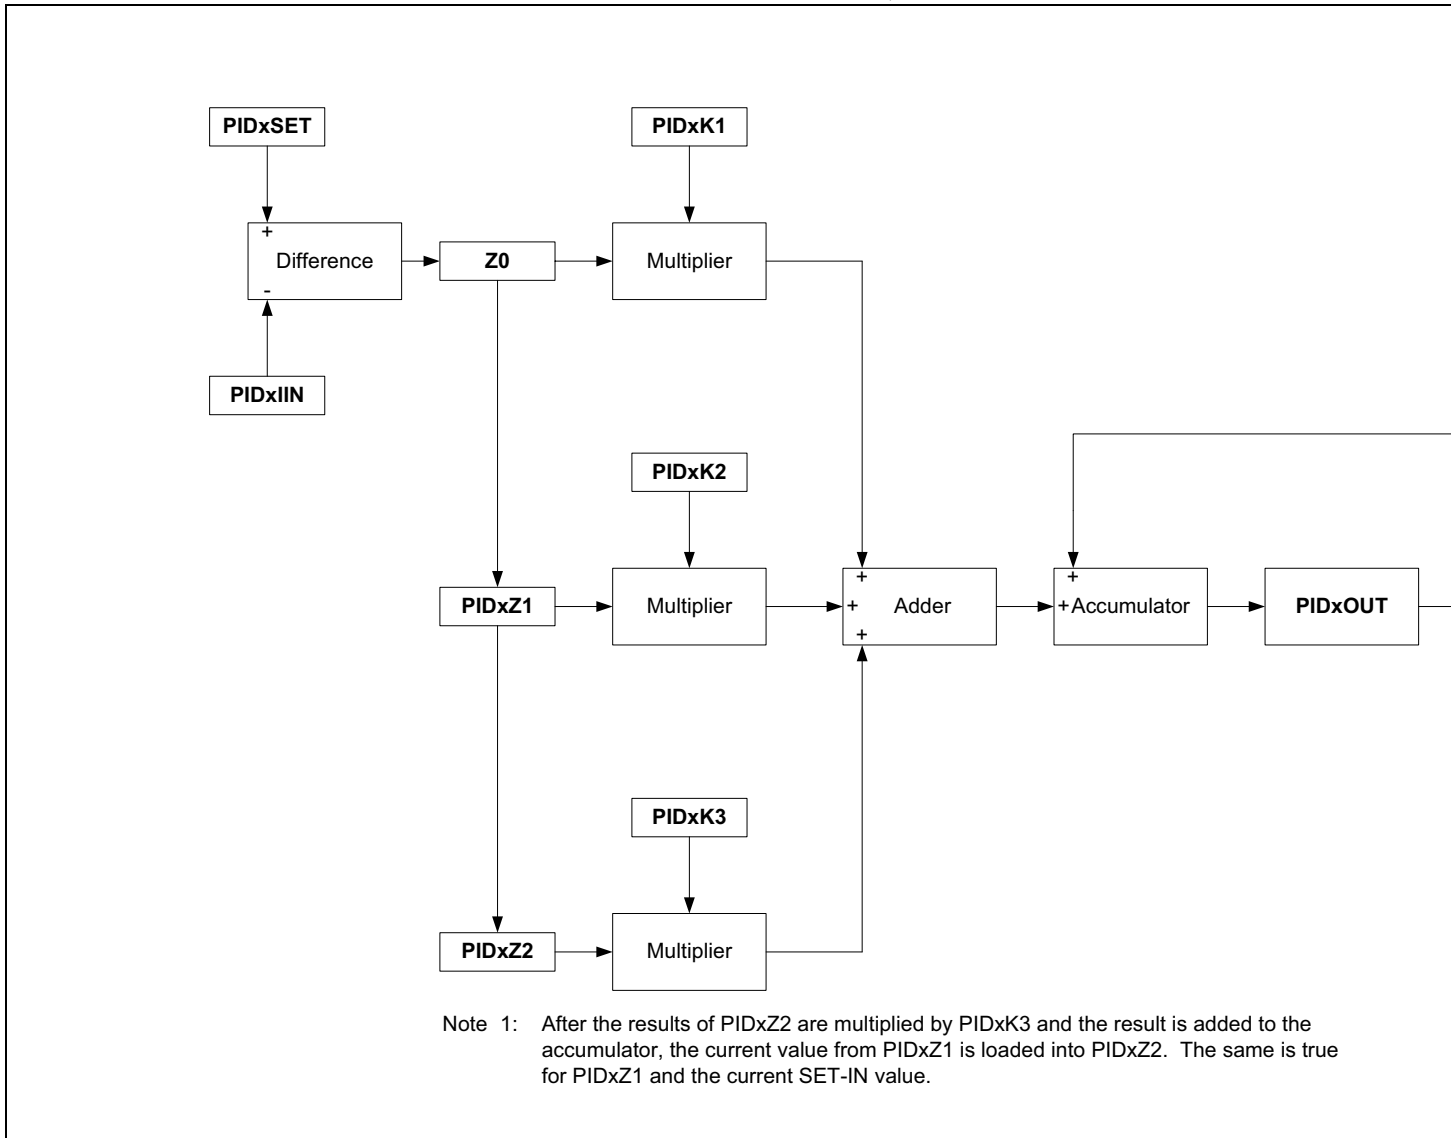 PIDxSET
PIDxK1
+
Difference
-
Z0
Multiplier
PIDxIIN
PIDxK2
PIDxZ1
Multiplier
+
+
+
Adder
+
+
Accumulator
PIDxOUT
PIDxK3
PIDxZ2
Multiplier
Note 1: After the results of PIDxZ2 are multiplied by PIDxK3 and the result is added to the
accumulator, the current value from PIDxZ1 is loaded into PIDxZ2. The same is true
for PIDxZ1 and the current SET-IN value.